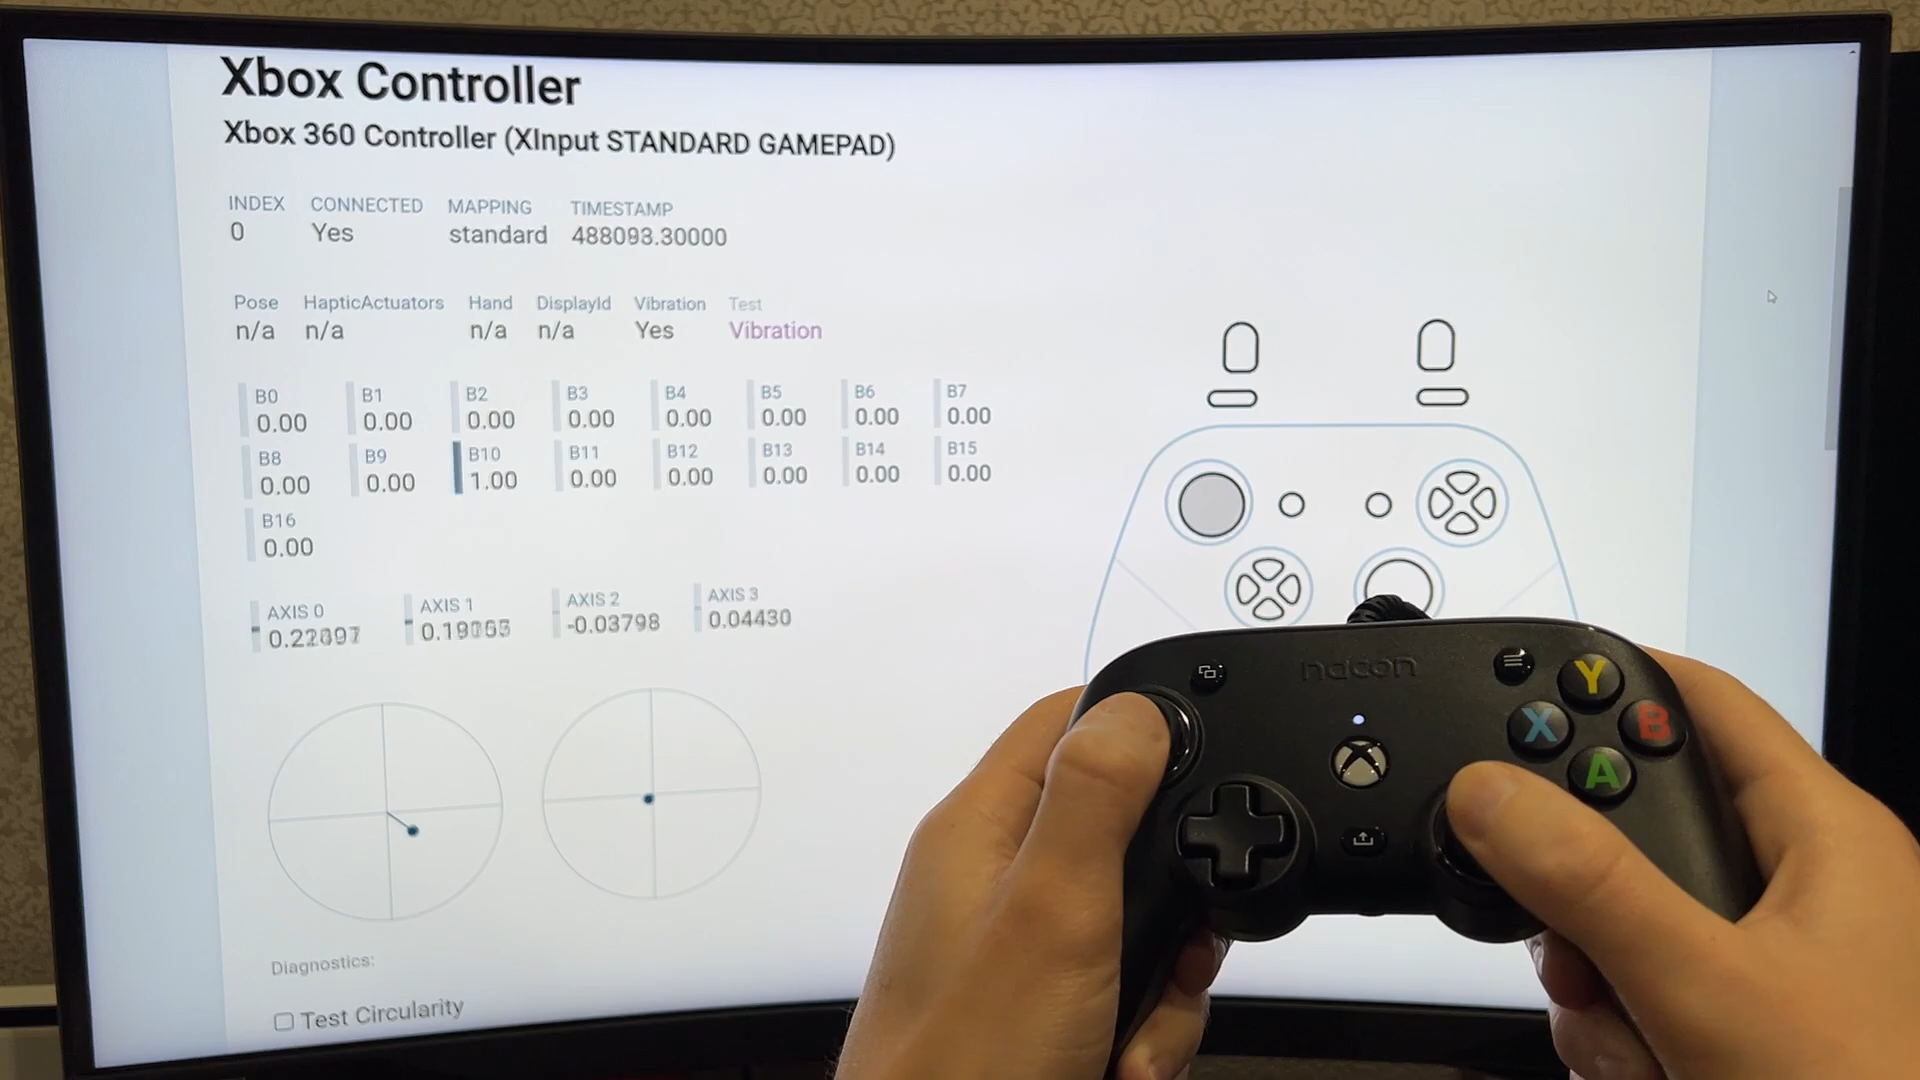 Xbox Controller
Xbox 360 Controller (XInput STANDARD GAMEPAD)
INDEX CONNECTED MAPPING TIMESTAMP
0 Yes standard 488093.30000
Pose HapticActuators Hand DisplayId Vibration Test
n/a n/a n/a n/a Yes Vibration
B0 B1 B2 B3 B4 B5 B6 B7
0.00 0.00 0.00 0.00 0.00 0.00 0.00 0.00
B8 B9 B10 B11 B12 B13 B14 B15
0.00 0.00 1.00 0.00 0.00 0.00 0.00 0.00
B16
0.00
AXIS 0 AXIS 1 AXIS 2 AXIS 3
-0.03798 0.04430
Diagnostics:
Test Circularity
nacon
Y
X
B
A